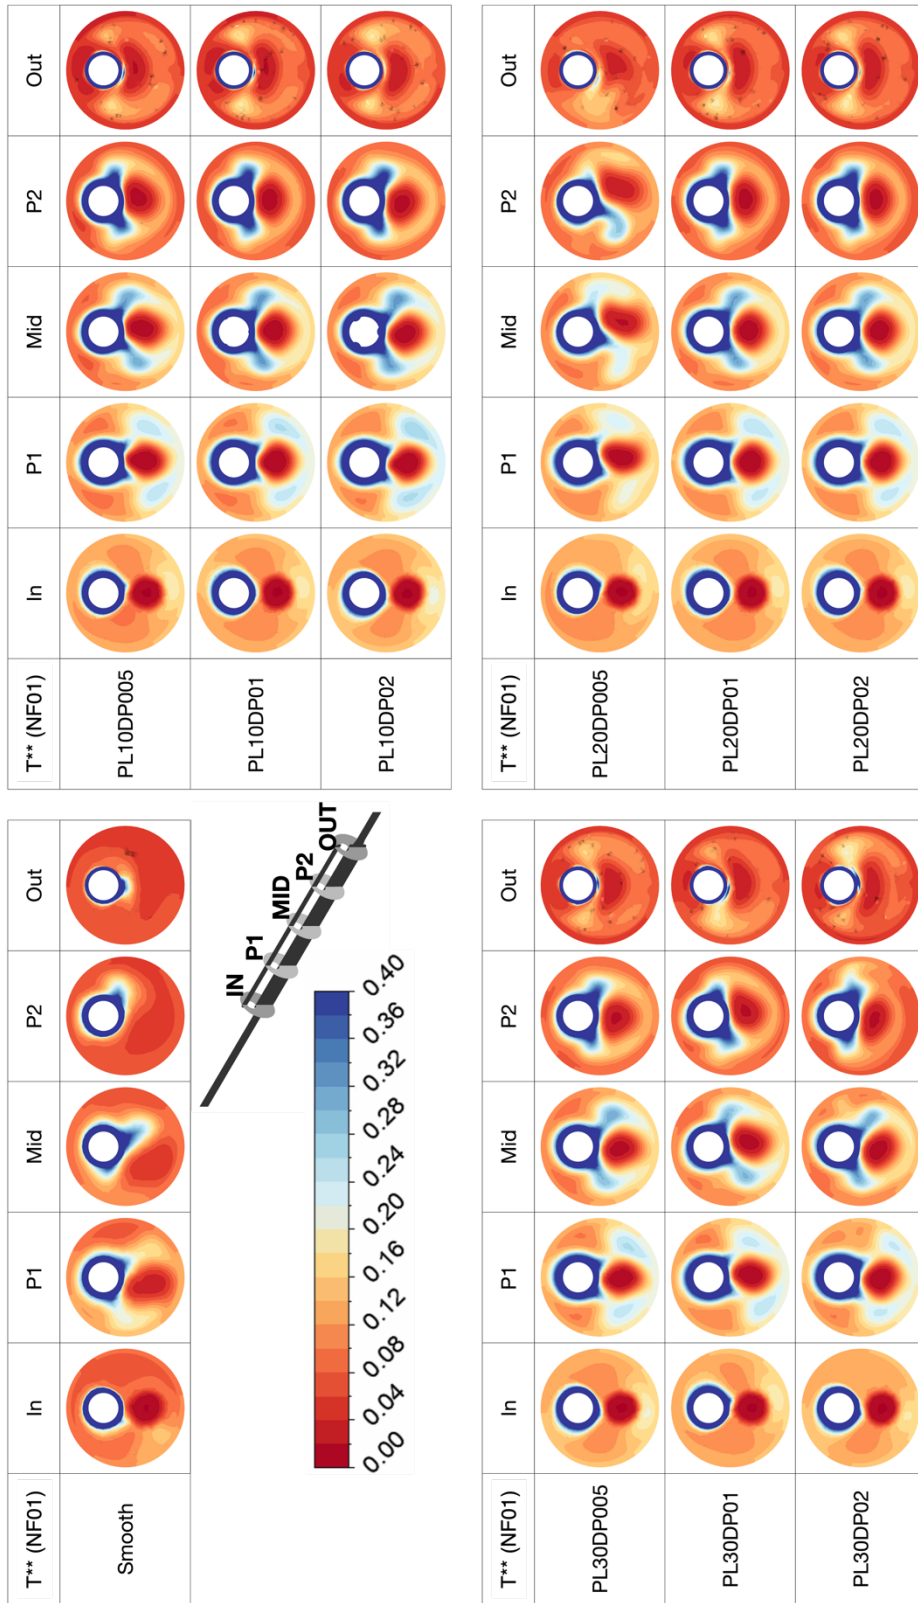 T** (NF01) In P1 Mid P2 Out
Smooth
IN P1 MID P2 OUT
0.00 0.04 0.08 0.12 0.16 0.20 0.24 0.28 0.32 0.36 0.40
T** (NF01) In P1 Mid P2 Out
PL10DP005
PL10DP01
PL10DP02
T** (NF01) In P1 Mid P2 Out
PL30DP005
PL30DP01
PL30DP02
T** (NF01) In P1 Mid P2 Out
PL20DP005
PL20DP01
PL20DP02